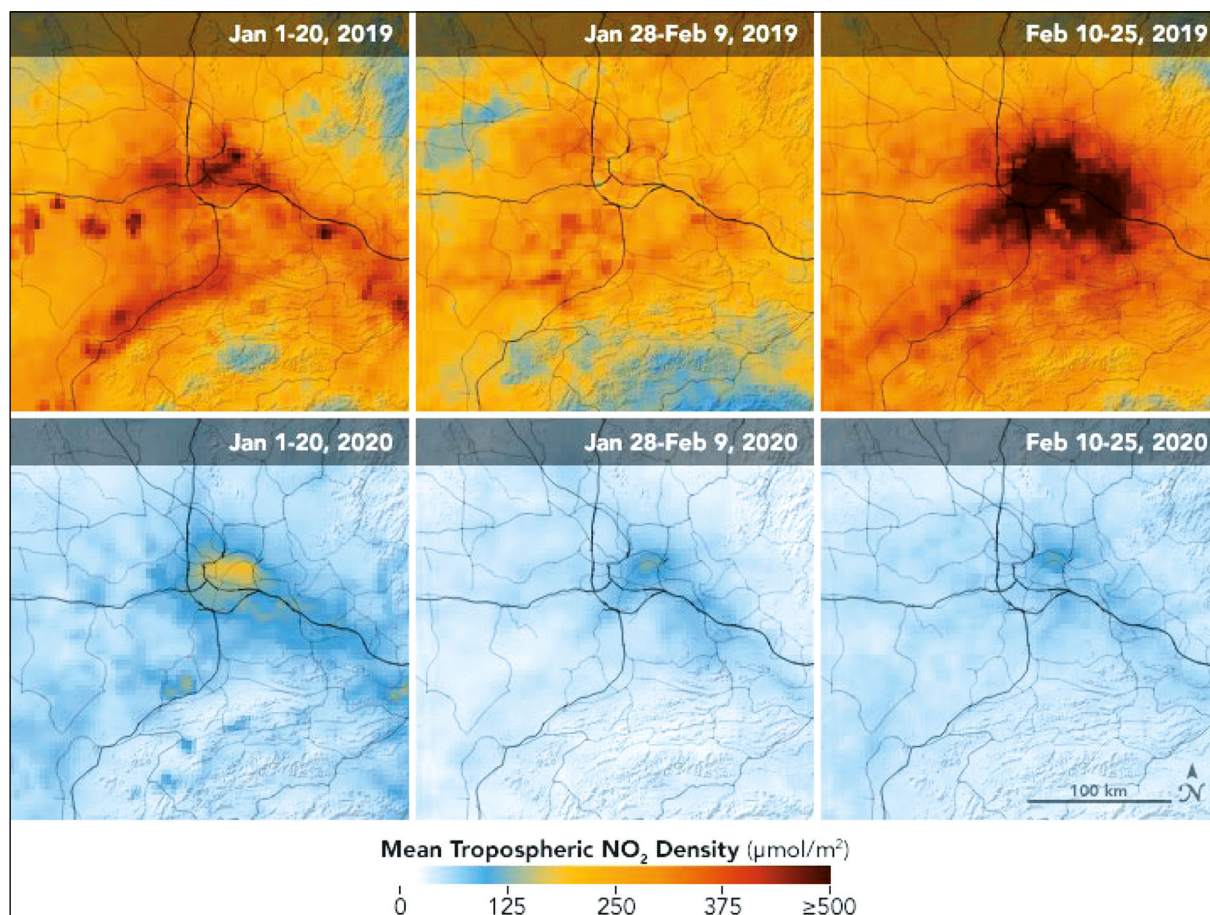 Jan 1-20, 2019
Jan 28-Feb 9, 2019
Feb 10-25, 2019
Jan 1-20, 2020
Jan 28-Feb 9, 2020
Feb 10-25, 2020
100 km
N
Mean Tropospheric NO₂ Density (µmol/m²)
0 125 250 375 ≥500